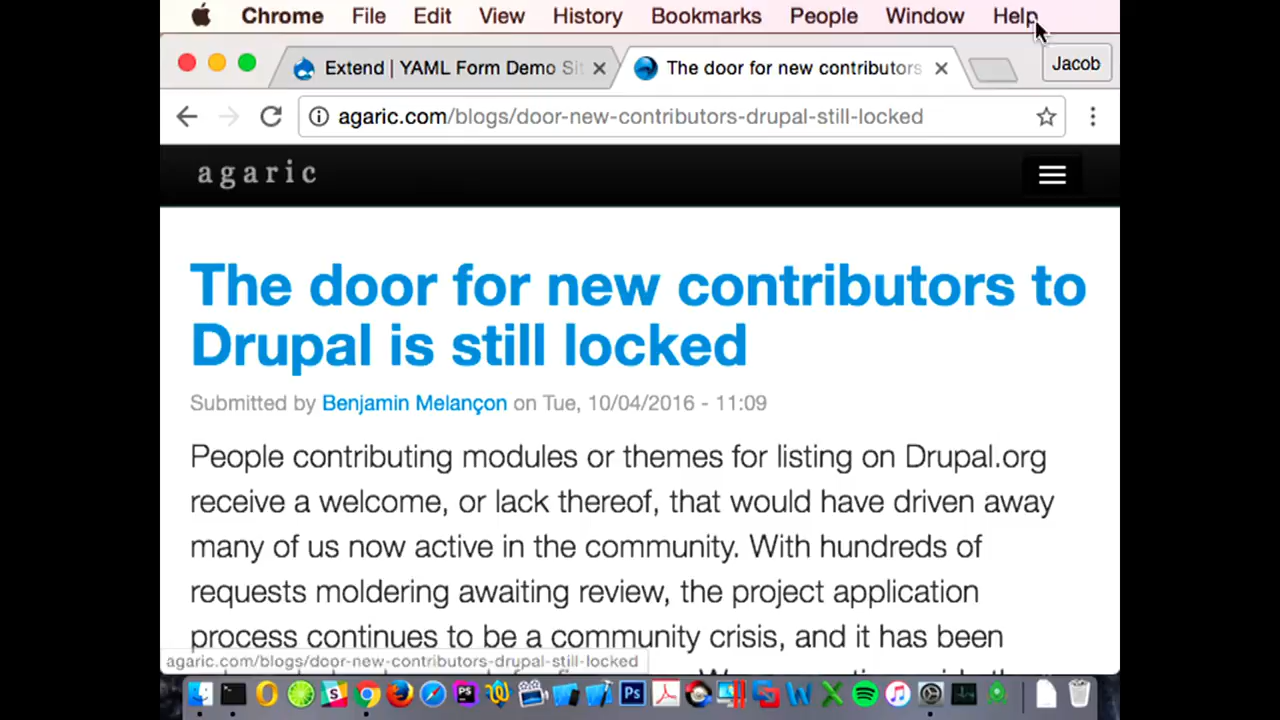 Chrome File Edit View History Bookmarks People Window Help
Extend | YAML Form Demo Sit
The door for new contributors
Jacob
agaric.com/blogs/door-new-contributors-drupal-still-locked
agaric
The door for new contributors to
Drupal is still locked
Submitted by Benjamin Melançon on Tue, 10/04/2016 - 11:09
People contributing modules or themes for listing on Drupal.org
receive a welcome, or lack thereof, that would have driven away
many of us now active in the community. With hundreds of
requests moldering awaiting review, the project application
process continues to be a community crisis, and it has been
agaric.com/blogs/door-new-contributors-drupal-still-locked